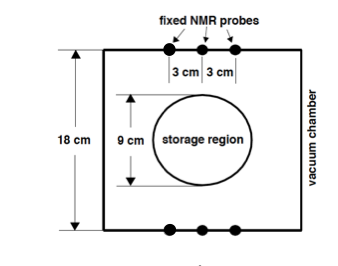 fixed NMR probes
3 cm 3 cm
18 cm
9 cm
storage region
vacuum chamber